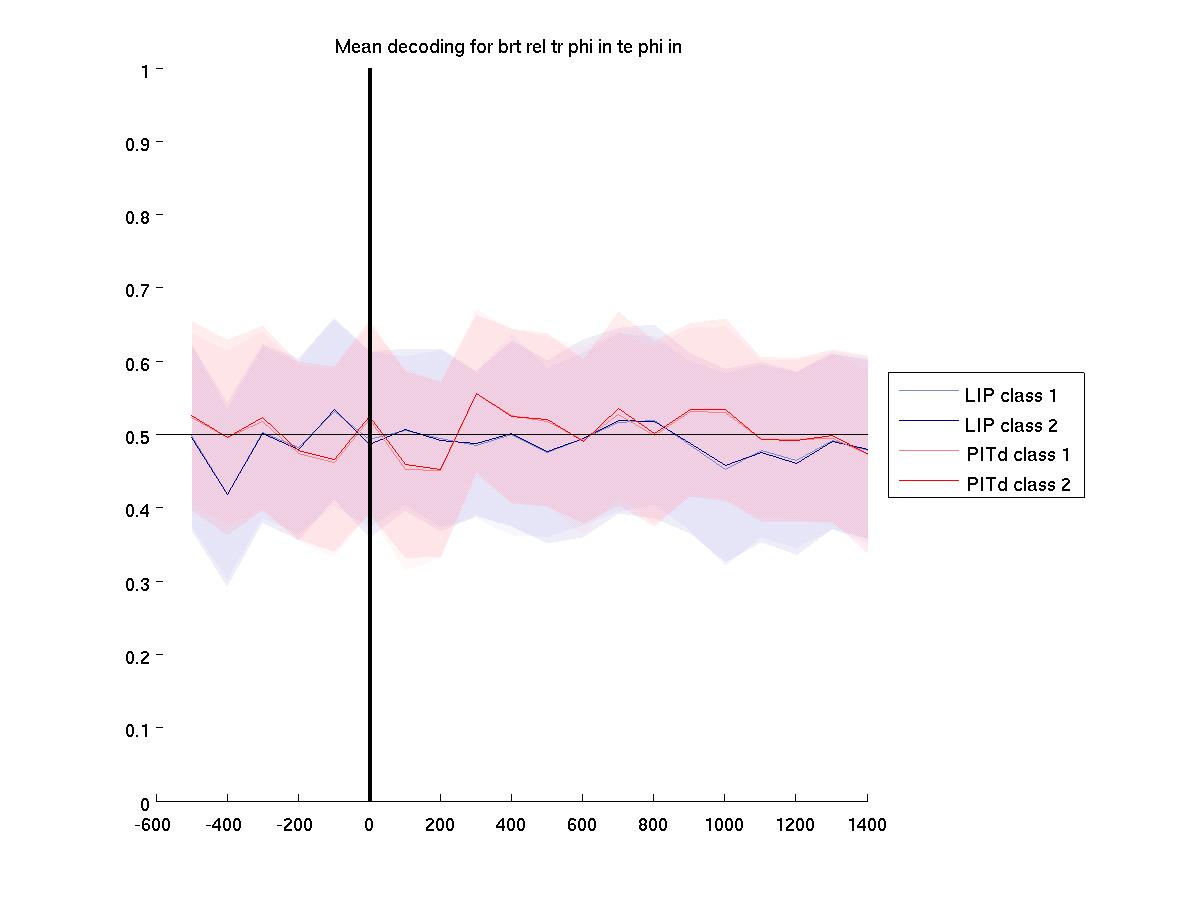 Mean decoding for brt rel tr phi in te phi in
1
0.9
0.8
0.7
0.6
0.5
0.4
0.3
0.2
0.1
0
-600 -400 -200 0 200 400 600 800 1000 1200 1400
LIP class 1
LIP class 2
PITd class 1
PITd class 2